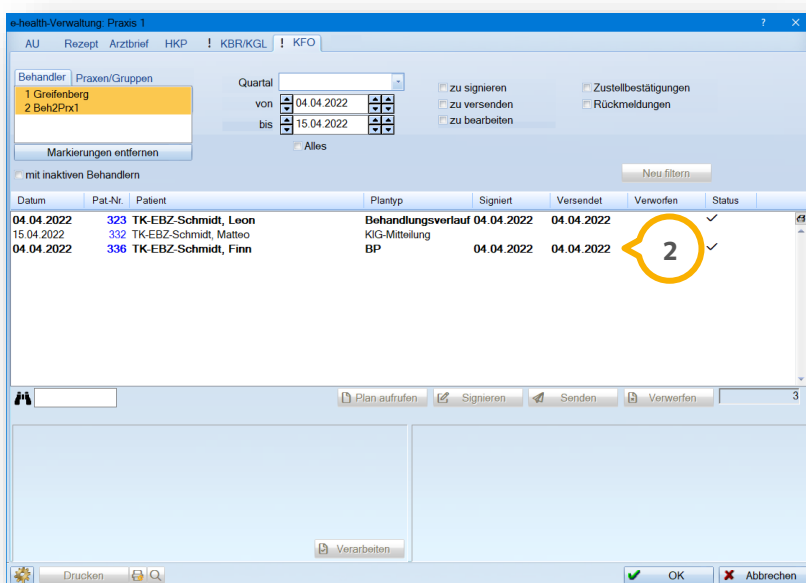 e-health-Verwaltung: Praxis 1 ? ×
AU Rezept Arztbrief HKP ! KBR/KGL ! KFO
Behandler Praxen/Gruppen
1 Greifenberg
2 Beh2Prx1
Markierungen entfernen
mit inaktiven Behandlern
Quartal
von 04.04.2022
bis 15.04.2022
Alles
zu signieren
zu versenden
zu bearbeiten
Zustellbestätigungen
Rückmeldungen
Neu filtern
Datum Pat-Nr. Patient Plantyp Signiert Versendet Verworfen Status
04.04.2022 323 TK-EBZ-Schmidt, Leon Behandlungsverlauf 04.04.2022 04.04.2022 ✓
15.04.2022 332 TK-EBZ-Schmidt, Matteo KIG-Mitteilung
04.04.2022 336 TK-EBZ-Schmidt, Finn BP 04.04.2022 04.04.2022 2 ✓
Plan aufrufen Signieren Senden Verwerfen 3
Verarbeiten
Drucken OK Abbrechen